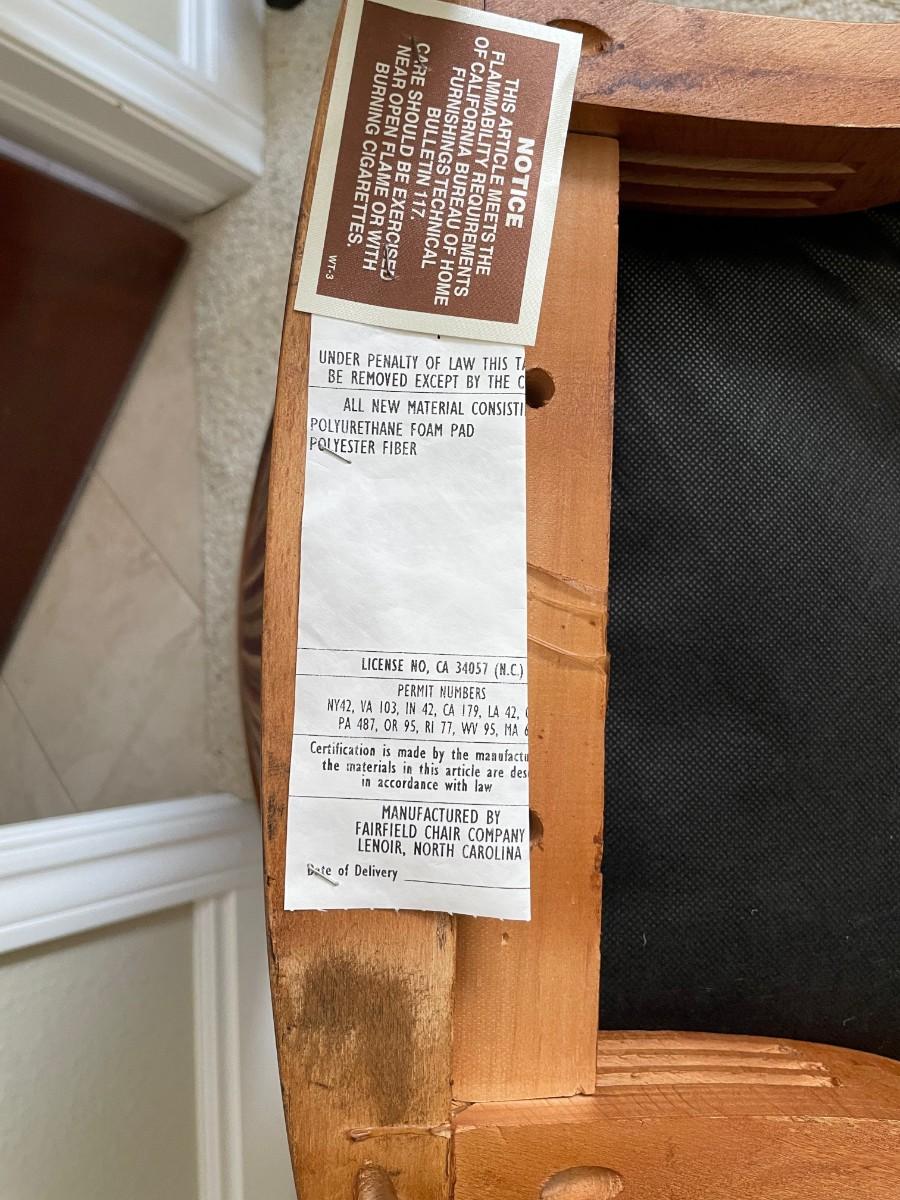 NOTICE
THIS ARTICLE MEETS THE
FLAMMABILITY REQUIREMENTS
OF CALIFORNIA BUREAU OF HOME
FURNISHINGS TECHNICAL
BULLETIN 117.
CARE SHOULD BE EXERCISED
NEAR OPEN FLAME OR WITH
BURNING CIGARETTES.
WT-3
UNDER PENALTY OF LAW THIS
BE REMOVED EXCEPT BY THE
ALL NEW MATERIAL CONSISTI
POLYURETHANE FOAM PAD
POLYESTER FIBER
LICENSE NO, CA 34057 (N.C.)
PERMIT NUMBERS
NY42, VA 103, IN 42, CA 179, LA 42,
PA 487, OR 95, RI 77, WV 95, MA
Certification is made by the manufactu
the materials in this article are des
in accordance with law
MANUFACTURED BY
FAIRFIELD CHAIR COMPANY
LENOIR, NORTH CAROLINA
Date of Delivery